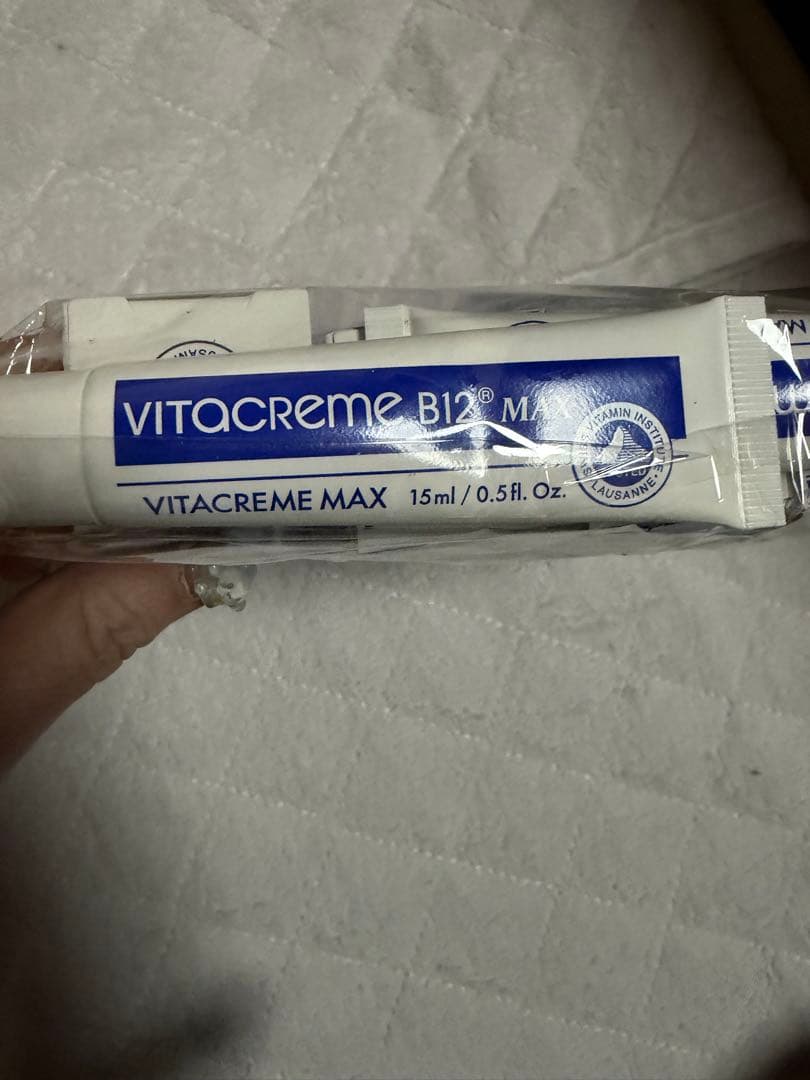 VITACREME B12® MAX
VITACREME MAX 15ml / 0.5fl. Oz.
VITAMIN INSTITUTE
LAUSANNE